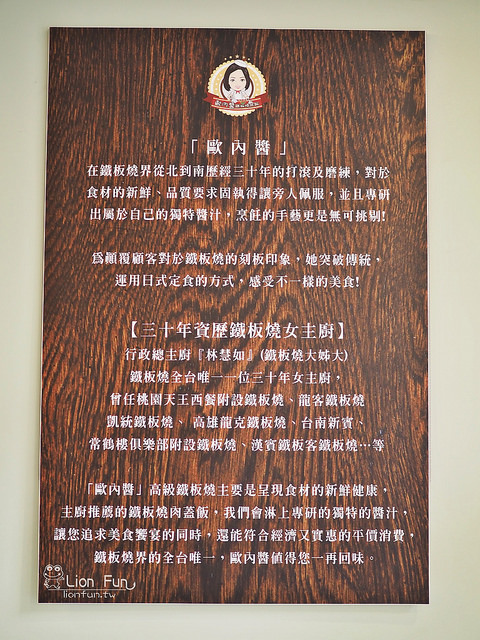 「歐內醬」
在鐵板燒界從北到南歷經三十年的打滾及磨練，對於
食材的新鮮、品質要求固執得讓旁人佩服，並且專研
出屬於自己的獨特醬汁，烹飪的手藝更是無可挑剔!
為顛覆顧客對於鐵板燒的刻板印象，她突破傳統，
運用日式定食的方式，感受不一樣的美食!
【三十年資歷鐵板燒女主廚】
行政總主廚『林慧如』(鐵板燒大姊大)
鐵板燒全台唯一一位三十年女主廚，
曾任桃園天王西餐附設鐵板燒、龍客鐵板燒
凱統鐵板燒、高雄龍克鐵板燒、台南新賓、
常鶴樓俱樂部附設鐵板燒、漢賓鐵板客鐵板燒…等
「歐內醬」高級鐵板燒主要是呈現食材的新鮮健康，
主廚推薦的鐵板燒肉蓋飯，我們會淋上專研的獨特的醬汁，
讓您追求美食饗宴的同時，還能符合經濟又實惠的平價消費，
鐵板燒界的全台唯一，歐內醬值得您一再回味。
Lion Fun
lionfun.tw